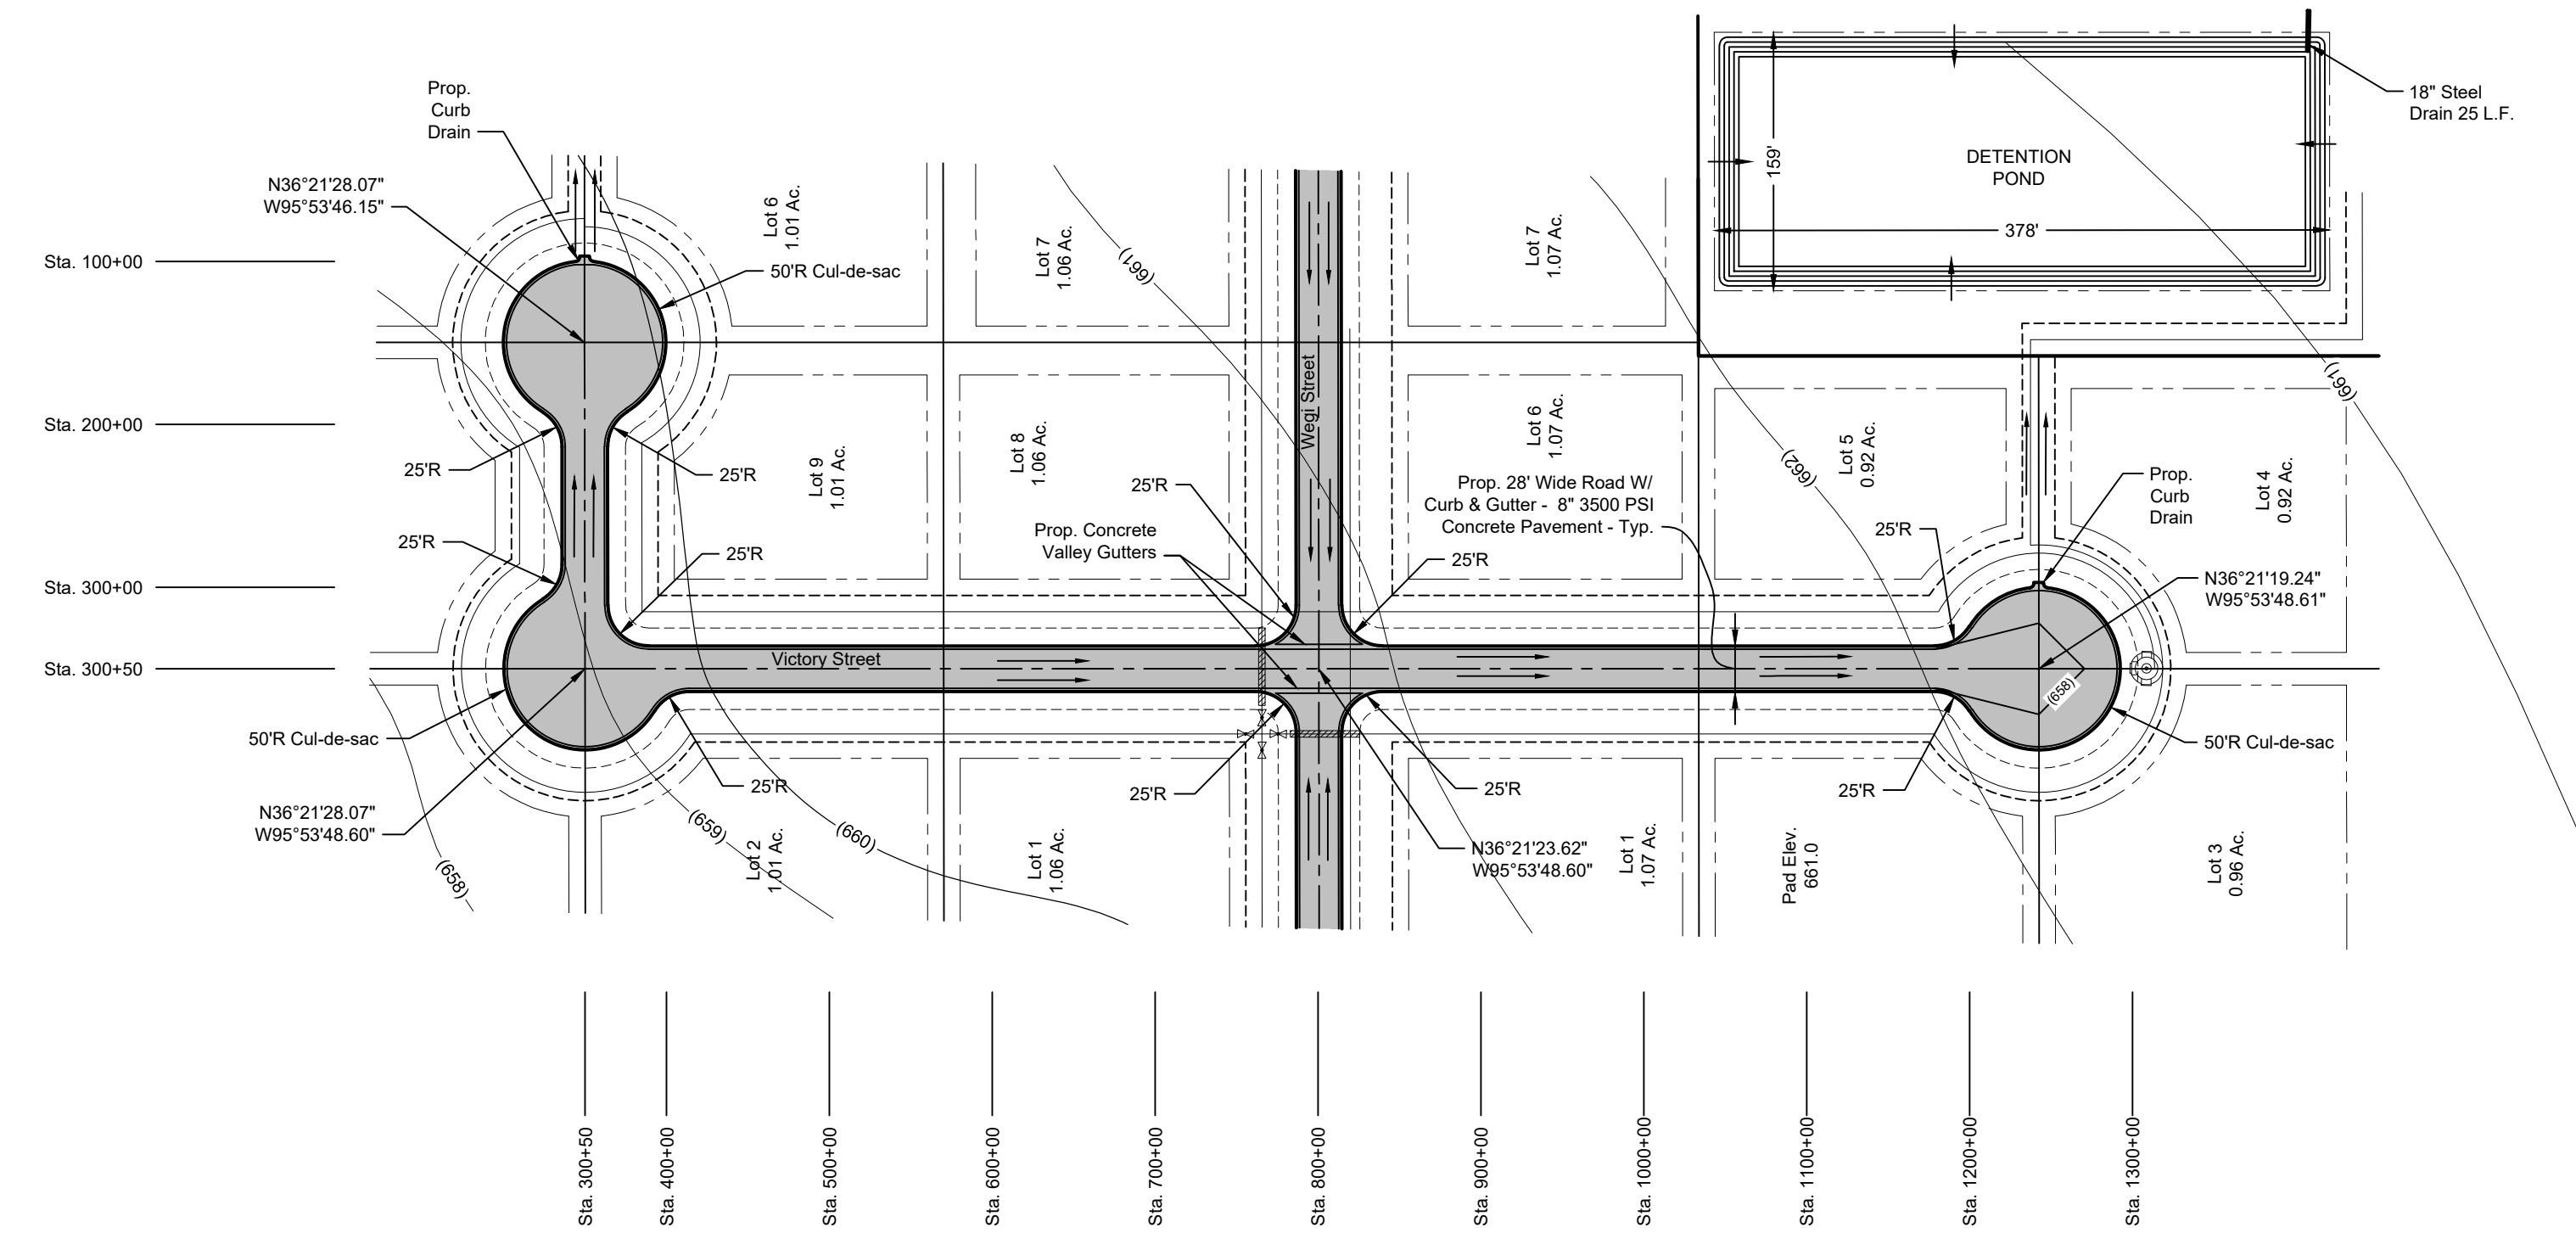 18" Steel
Drain 25 L.F.
DETENTION
POND
159'
378'
Prop.
Curb
Drain
N36°21'28.07"
W95°53'46.15"
50'R Cul-de-sac
Lot 6
1.01 Ac.
Lot 7
1.06 Ac.
(661)
Wegi Street
Lot 7
1.07 Ac.
Sta. 100+00
Sta. 200+00
Sta. 300+00
Sta. 300+50
25'R
25'R
25'R
25'R
Lot 9
1.01 Ac.
Lot 8
1.06 Ac.
25'R
Prop. Concrete
Valley Gutters
25'R
Lot 6
1.07 Ac.
Prop. 28' Wide Road W/
Curb & Gutter - 8" 3500 PSI
Concrete Pavement - Typ.
(662)
Lot 5
0.92 Ac.
(661)
Lot 4
0.92 Ac.
Prop.
Curb
Drain
25'R
N36°21'19.24"
W95°53'48.61"
(658)
50'R Cul-de-sac
25'R
Victory Street
50'R Cul-de-sac
N36°21'28.07"
W95°53'48.60"
25'R
(658)
(659)
(660)
Lot 2
1.01 Ac.
Lot 1
1.06 Ac.
25'R
25'R
N36°21'23.62"
W95°53'48.60"
Lot 1
1.07 Ac.
Pad Elev.
661.0
Lot 3
0.96 Ac.
Sta. 300+50
Sta. 400+00
Sta. 500+00
Sta. 600+00
Sta. 700+00
Sta. 800+00
Sta. 900+00
Sta. 1000+00
Sta. 1100+00
Sta. 1200+00
Sta. 1300+00